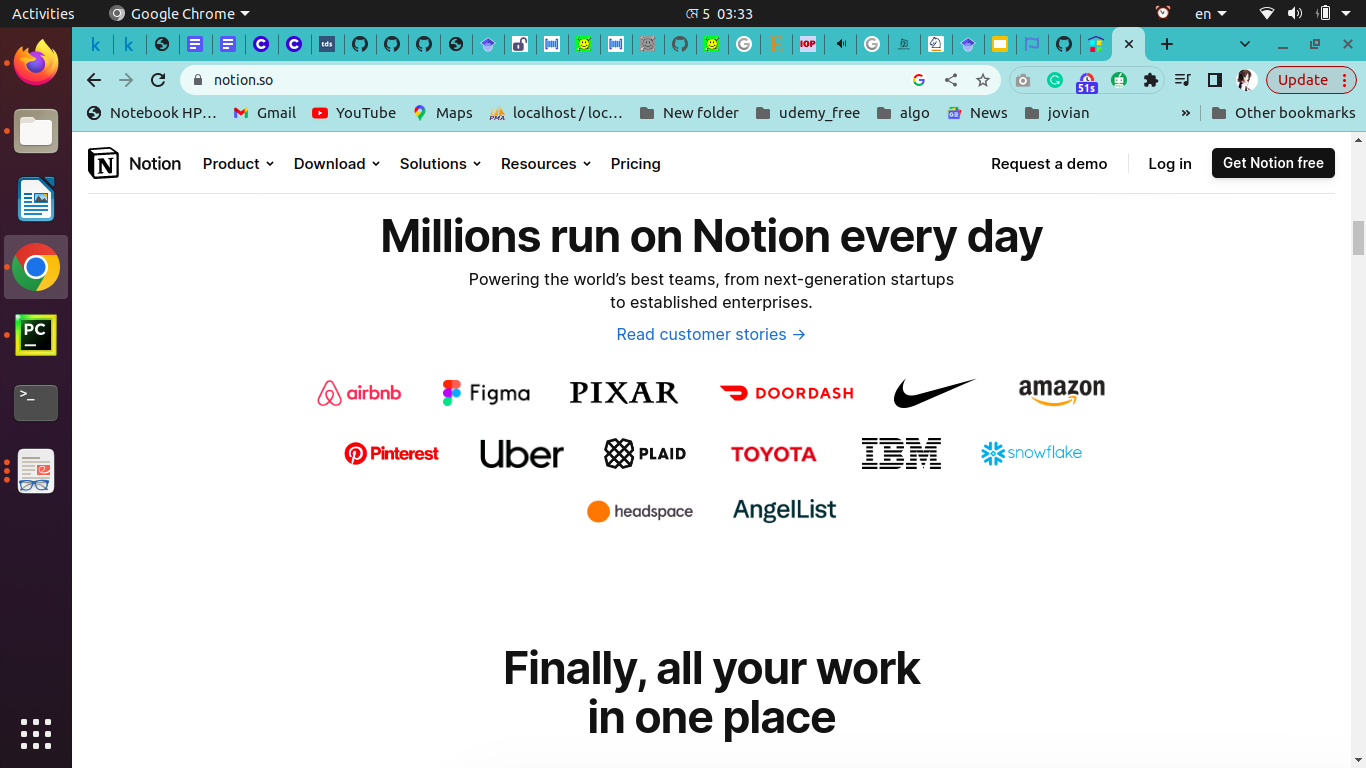 Activities Google Chrome মে 5 03:33 en
k k tds IOP
notion.so 51s Update
Notebook HP... Gmail YouTube Maps localhost / loc... New folder udemy_free algo News jovian » Other bookmarks
Notion Product Download Solutions Resources Pricing Request a demo Log in Get Notion free
Millions run on Notion every day
Powering the world’s best teams, from next-generation startups
to established enterprises.
Read customer stories →
airbnb Figma PIXAR DOORDASH amazon
Pinterest Uber PLAID TOYOTA IBM snowflake
headspace AngelList
Finally, all your work
in one place
PC
>_